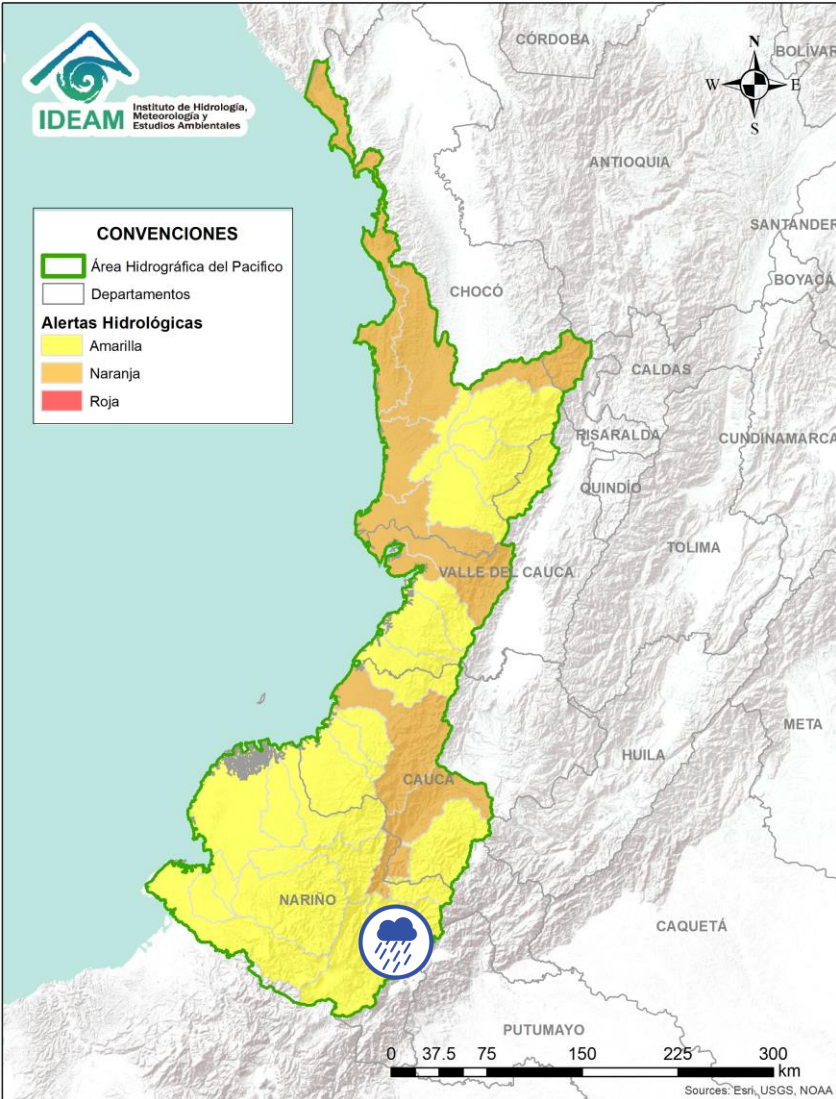 IDEAM
Instituto de Hidrología,
Meteorología y
Estudios Ambientales
CÓRDOBA
BOLÍVAR
N
W
E
S
ANTIOQUIA
SANTANDER
BOYACÁ
CONVENCIONES
Área Hidrográfica del Pacifico
Departamentos
Alertas Hidrológicas
Amarilla
Naranja
Roja
CHOCÓ
CALDAS
RISARALDA
CUNDINAMARCA
QUINDÍO
TOLIMA
VALLE DEL CAUCA
META
HUILA
CAUCA
NARIÑO
CAQUETÁ
PUTUMAYO
0 37.5 75 150 225 300
km
Sources: Esri, USGS, NOAA